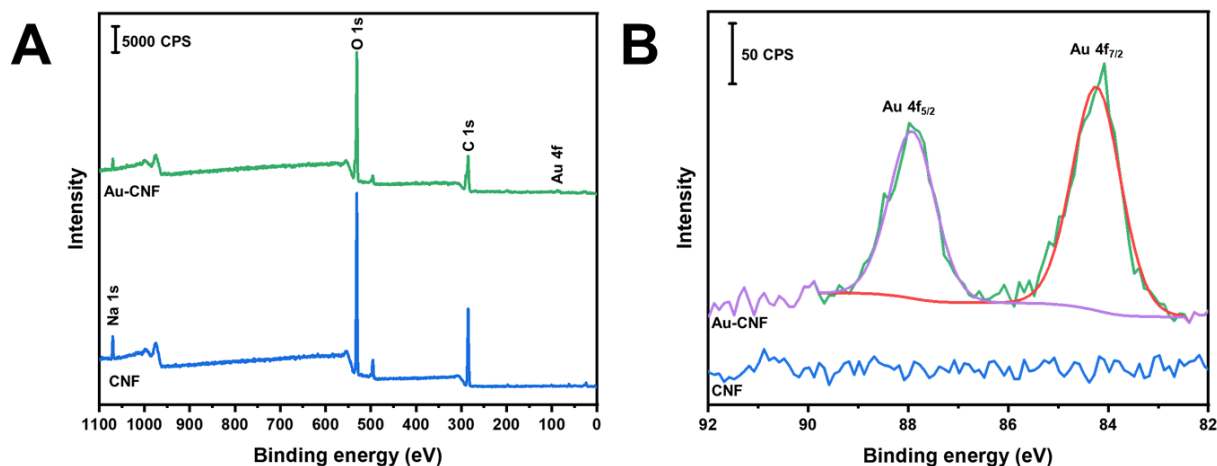 A
5000 CPS
O 1s
C 1s
Au 4f
Au-CNF
Na 1s
CNF
Intensity
1100 1000 900 800 700 600 500 400 300 200 100 0
Binding energy (eV)
B
50 CPS
Au 4f7/2
Au 4f5/2
Au-CNF
CNF
Intensity
92 90 88 86 84 82
Binding energy (eV)